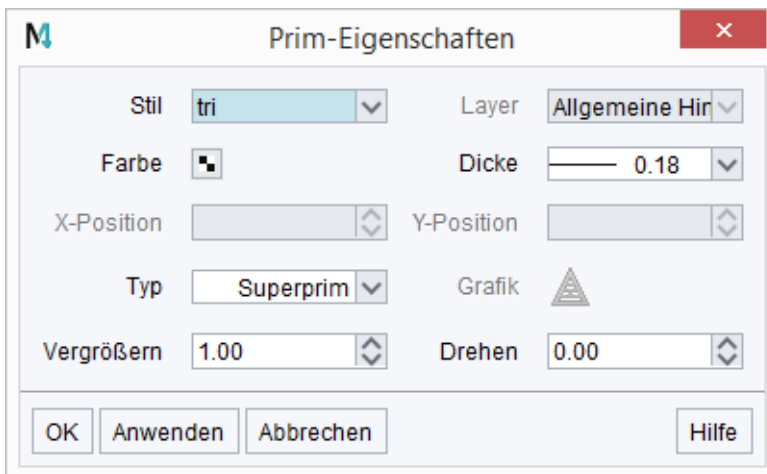 Prim-Eigenschaften
Stil tri Layer Allgemeine Hin
Farbe Dicke 0.18
X-Position Y-Position
Typ Superprim Grafik
Vergrößern 1.00 Drehen 0.00
OK Anwenden Abbrechen Hilfe